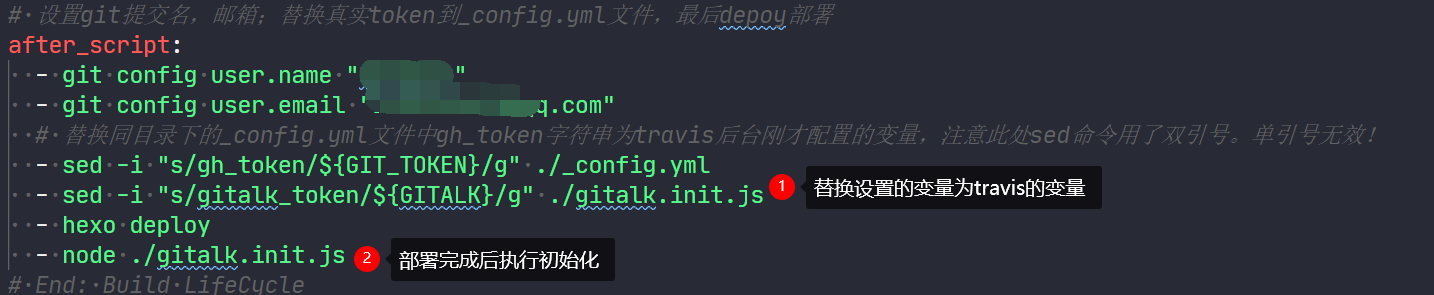 # 设置git提交名，邮箱；替换真实token到_config.yml文件，最后depoy部署
after_script:
- git config user.name " "
- git config user.email " q.com"
# 替换同目录下的_config.yml文件中gh_token字符串为travis后台刚才配置的变量，注意此处sed命令用了双引号。单引号无效！
- sed -i "s/gh_token/${GIT_TOKEN}/g" ./_config.yml
- sed -i "s/gitalk_token/${GITALK}/g" ./gitalk.init.js 1 替换设置的变量为travis的变量
- hexo deploy
- node ./gitalk.init.js 2 部署完成后执行初始化
# End: Build LifeCycle